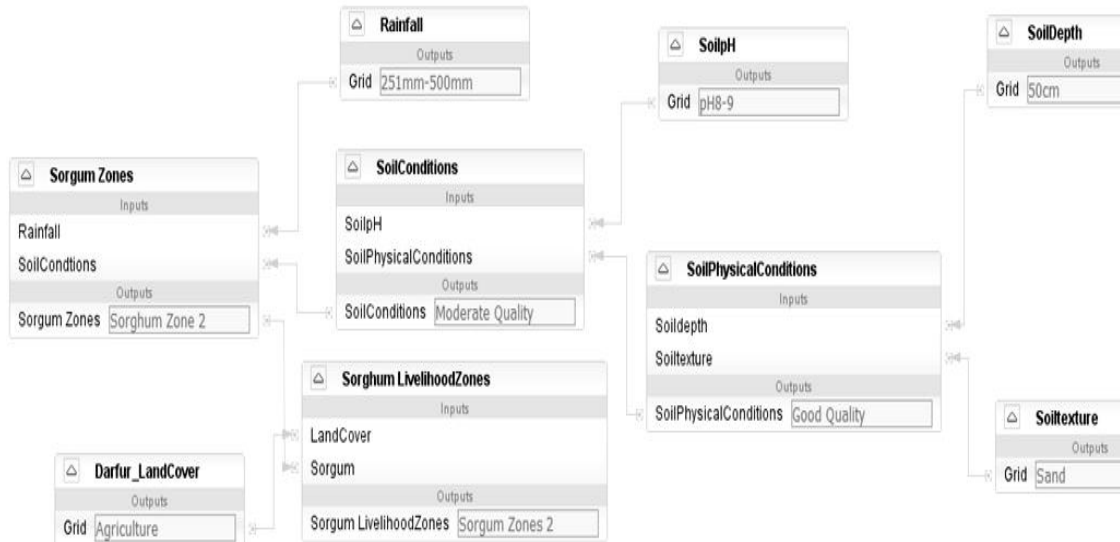 Rainfall
Outputs
Grid 251mm-500mm
SoilpH
Outputs
Grid pH8-9
SoilDepth
Outputs
Grid 50cm
Sorgum Zones
Inputs
Rainfall
SoilCondtions
Outputs
Sorgum Zones Sorghum Zone 2
SoilConditions
Inputs
SoilpH
SoilPhysicalConditions
Outputs
SoilConditions Moderate Quality
SoilPhysicalConditions
Inputs
Soildepth
Soiltexture
Outputs
SoilPhysicalConditions Good Quality
Sorghum LivelihoodZones
Inputs
LandCover
Sorgum
Outputs
Sorgum LivelihoodZones Sorgum Zones 2
Darfur_LandCover
Outputs
Grid Agriculture
Soiltexture
Outputs
Grid Sand